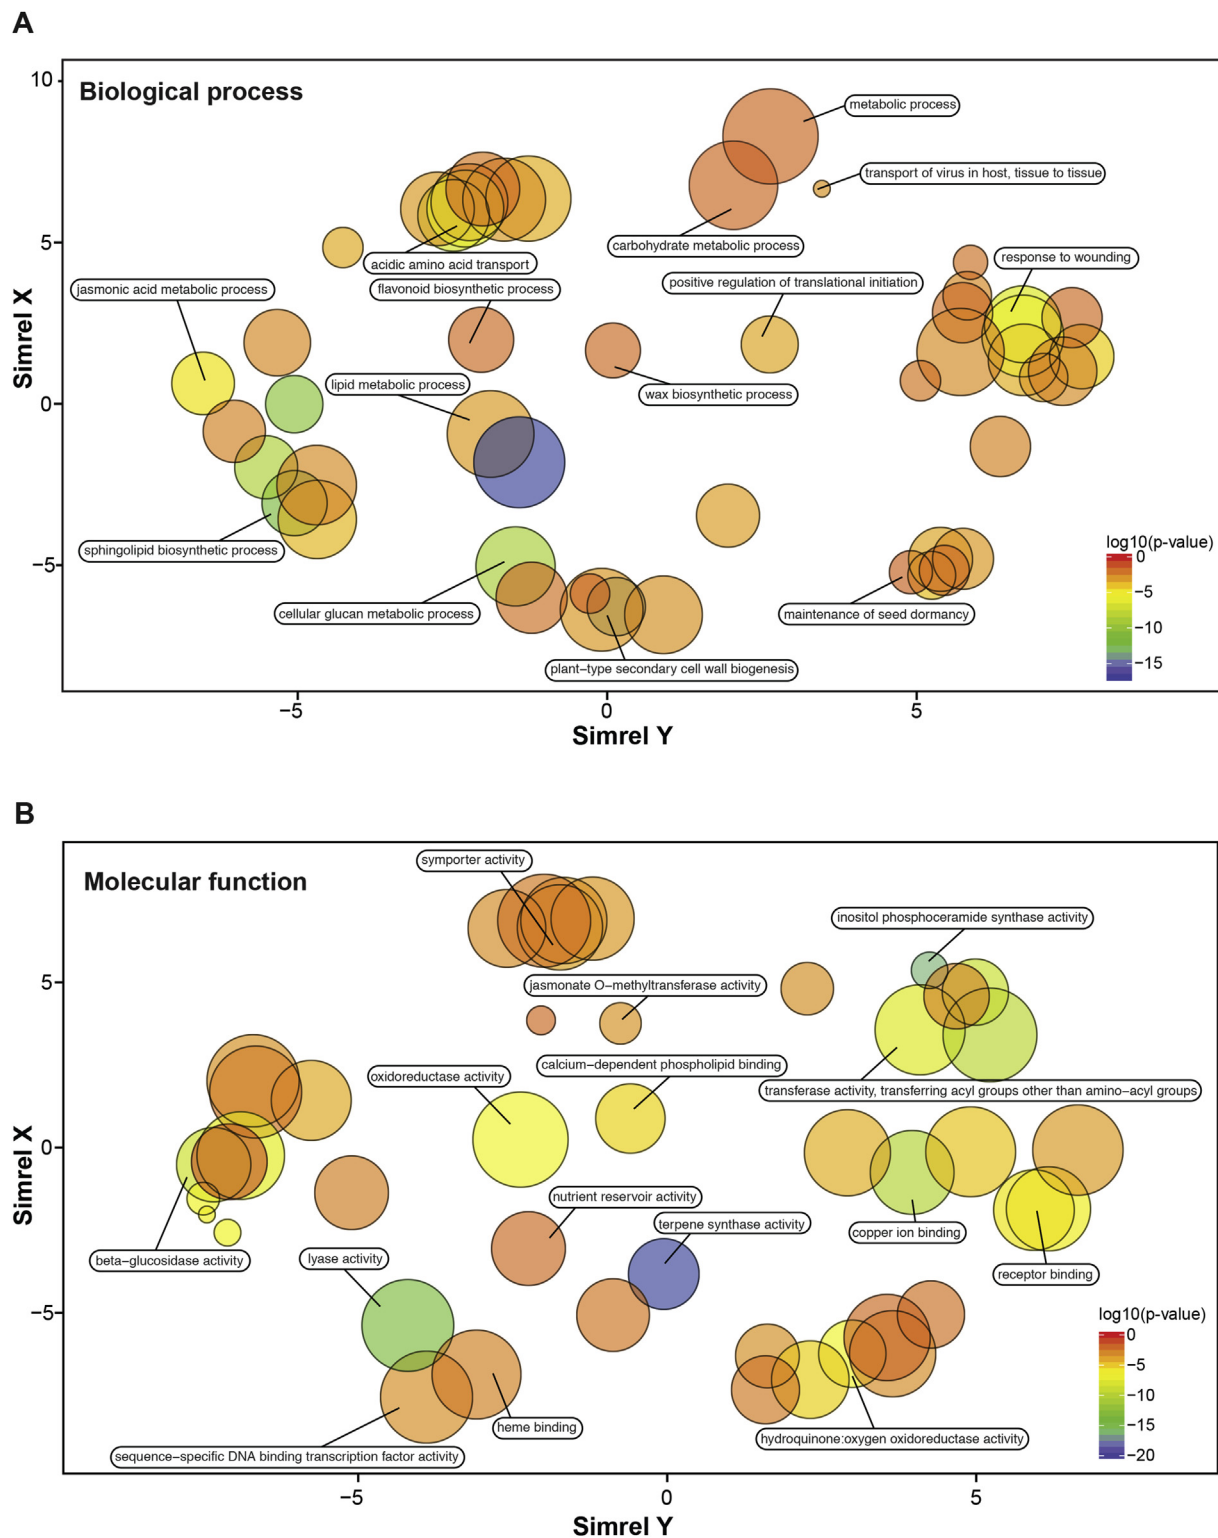 A
Biological process
metabolic process
transport of virus in host, tissue to tissue
carbohydrate metabolic process
acidic amino acid transport
response to wounding
jasmonic acid metabolic process
flavonoid biosynthetic process
positive regulation of translational initiation
lipid metabolic process
wax biosynthetic process
sphingolipid biosynthetic process
cellular glucan metabolic process
maintenance of seed dormancy
plant−type secondary cell wall biogenesis
log10(p-value)
0
−5
−10
−15
10
5
0
−5
Simrel X
−5
0
5
Simrel Y
B
Molecular function
symporter activity
inositol phosphoceramide synthase activity
jasmonate O−methyltransferase activity
calcium−dependent phospholipid binding
oxidoreductase activity
transferase activity, transferring acyl groups other than amino−acyl groups
nutrient reservoir activity
terpene synthase activity
copper ion binding
beta−glucosidase activity
lyase activity
receptor binding
heme binding
hydroquinone:oxygen oxidoreductase activity
sequence−specific DNA binding transcription factor activity
log10(p-value)
0
−5
−10
−15
−20
5
0
−5
Simrel X
−5
0
5
Simrel Y